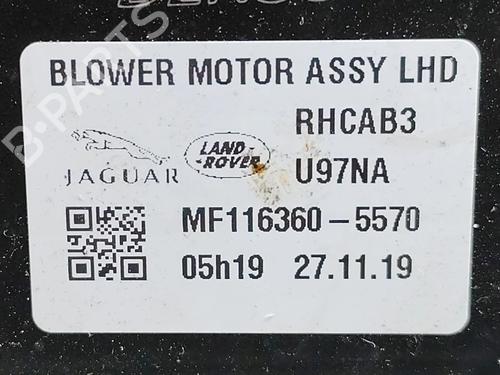 BLOWER MOTOR ASSY LHD
RHCAB3
JAGUAR
LAND-
-ROVER
U97NA
MF116360-5570
05h19 27.11.19
B-PARTS